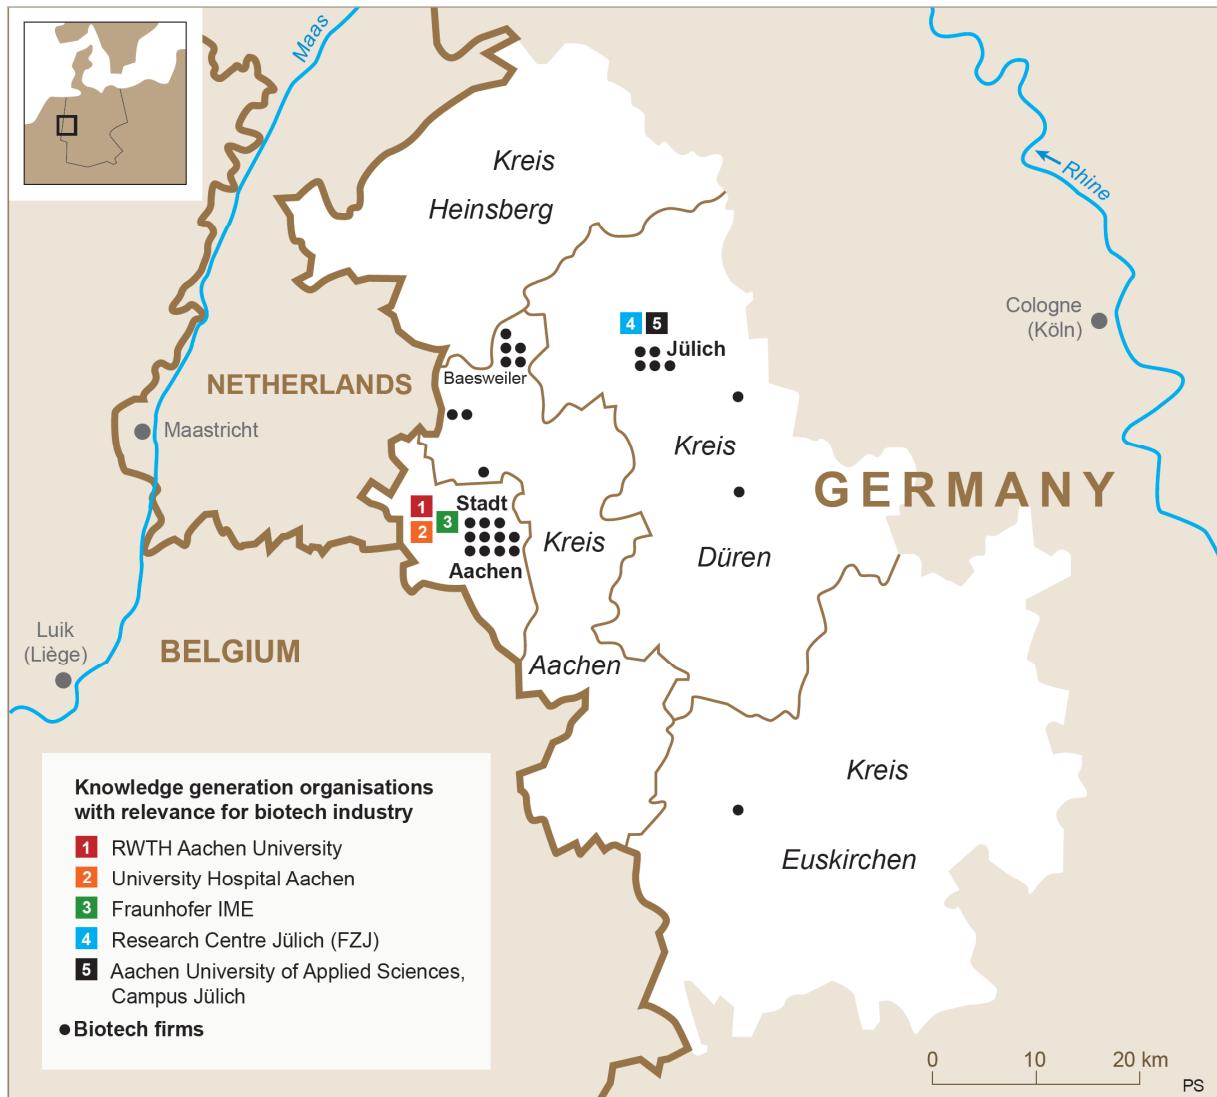 Maas
Rhine
Kreis
Heinsberg
Cologne
(Köln)
4
5
Jülich
Baesweiler
NETHERLANDS
Maastricht
Kreis
GERMANY
1
2
3
Stadt
Aachen
Kreis
Düren
Luik
(Liège)
BELGIUM
Aachen
Kreis
Euskirchen
Knowledge generation organisations
with relevance for biotech industry
1 RWTH Aachen University
2 University Hospital Aachen
3 Fraunhofer IME
4 Research Centre Jülich (FZJ)
5 Aachen University of Applied Sciences,
Campus Jülich
Biotech firms
0 10 20 km
PS